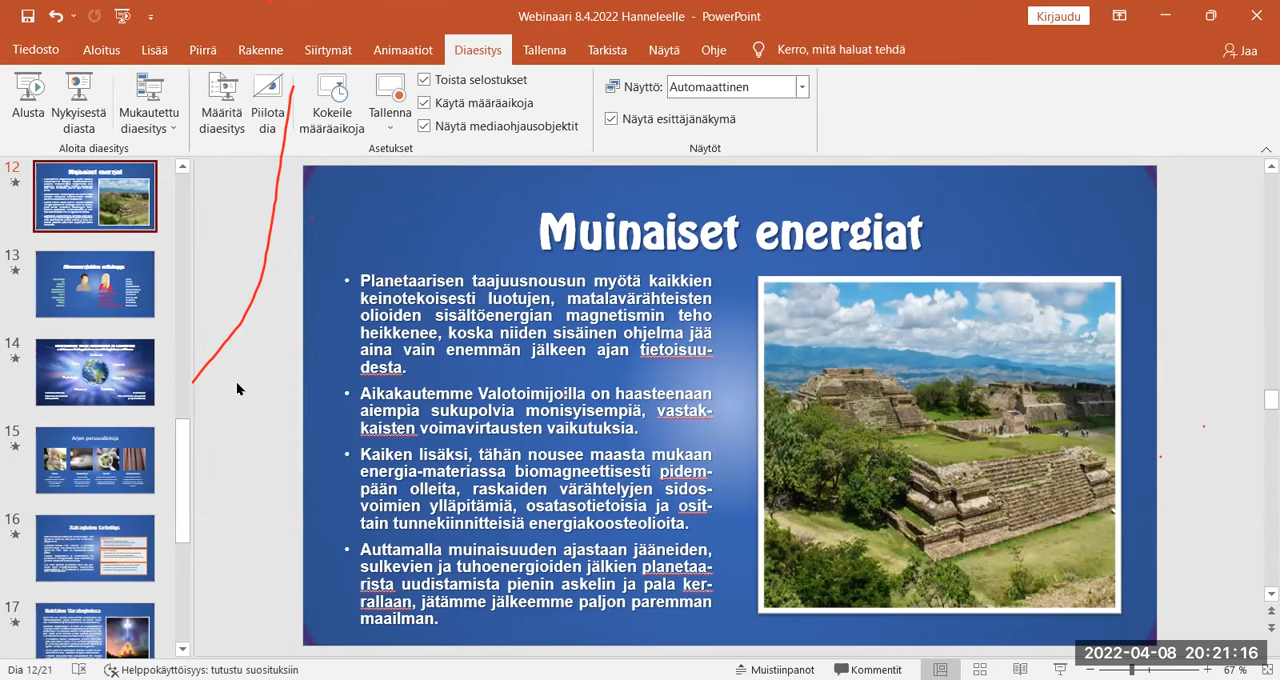 Webinaari 8.4.2022 Hanneleelle - PowerPoint
Kirjaudu
Tiedosto Aloitus Lisää Piirrä Rakenne Siirtymät Animaatiot Diaesitys Tallenna Tarkista Näytä Ohje Kerro, mitä haluat tehdä Jaa
Alusta
Nykyisestä diasta
Mukautettu diaesitys
Aloita diaesitys
Määritä diaesitys
Piilota dia
Kokeile määräaikoja
Tallenna
Toista selostukset
Käytä määräaikoja
Näytä mediaohjausobjektit
Asetukset
Näyttö: Automaattinen
Näytä esittäjänäkymä
Näytöt
12
Muinaiset energiat
13
14
15
Arjen perusvalintoja
16
17
Muinaiset energiat
• Planetaarisen taajuusnousun myötä kaikkien
keinotekoisesti luotujen, matalavärähteisten
olioiden sisältöenergian magnetismin teho
heikkenee, koska niiden sisäinen ohjelma jää
aina vain enemmän jälkeen ajan tietoisuu-
desta.
• Aikakautemme Valotoimijoilla on haasteenaan
aiempia sukupolvia monisyisempiä, vastak-
kaisten voimavirtausten vaikutuksia.
• Kaiken lisäksi, tähän nousee maasta mukaan
energia-materiassa biomagneettisesti pidem-
pään olleita, raskaiden värähtelyjen sidos-
voimien ylläpitämiä, osatasotietoisia ja osit-
tain tunnekiinnitteisiä energiakoosteolioita.
• Auttamalla muinaisuuden ajastaan jääneiden,
sulkevien ja tuhoenergioiden jälkien planetaa-
rista uudistamista pienin askelin ja pala ker-
rallaan, jätämme jälkeemme paljon paremman
maailman.
2022-04-08 20:21:16
Dia 12/21 Helppokäyttöisyys: tutustu suosituksiin Muistiinpanot Kommentit 67 %